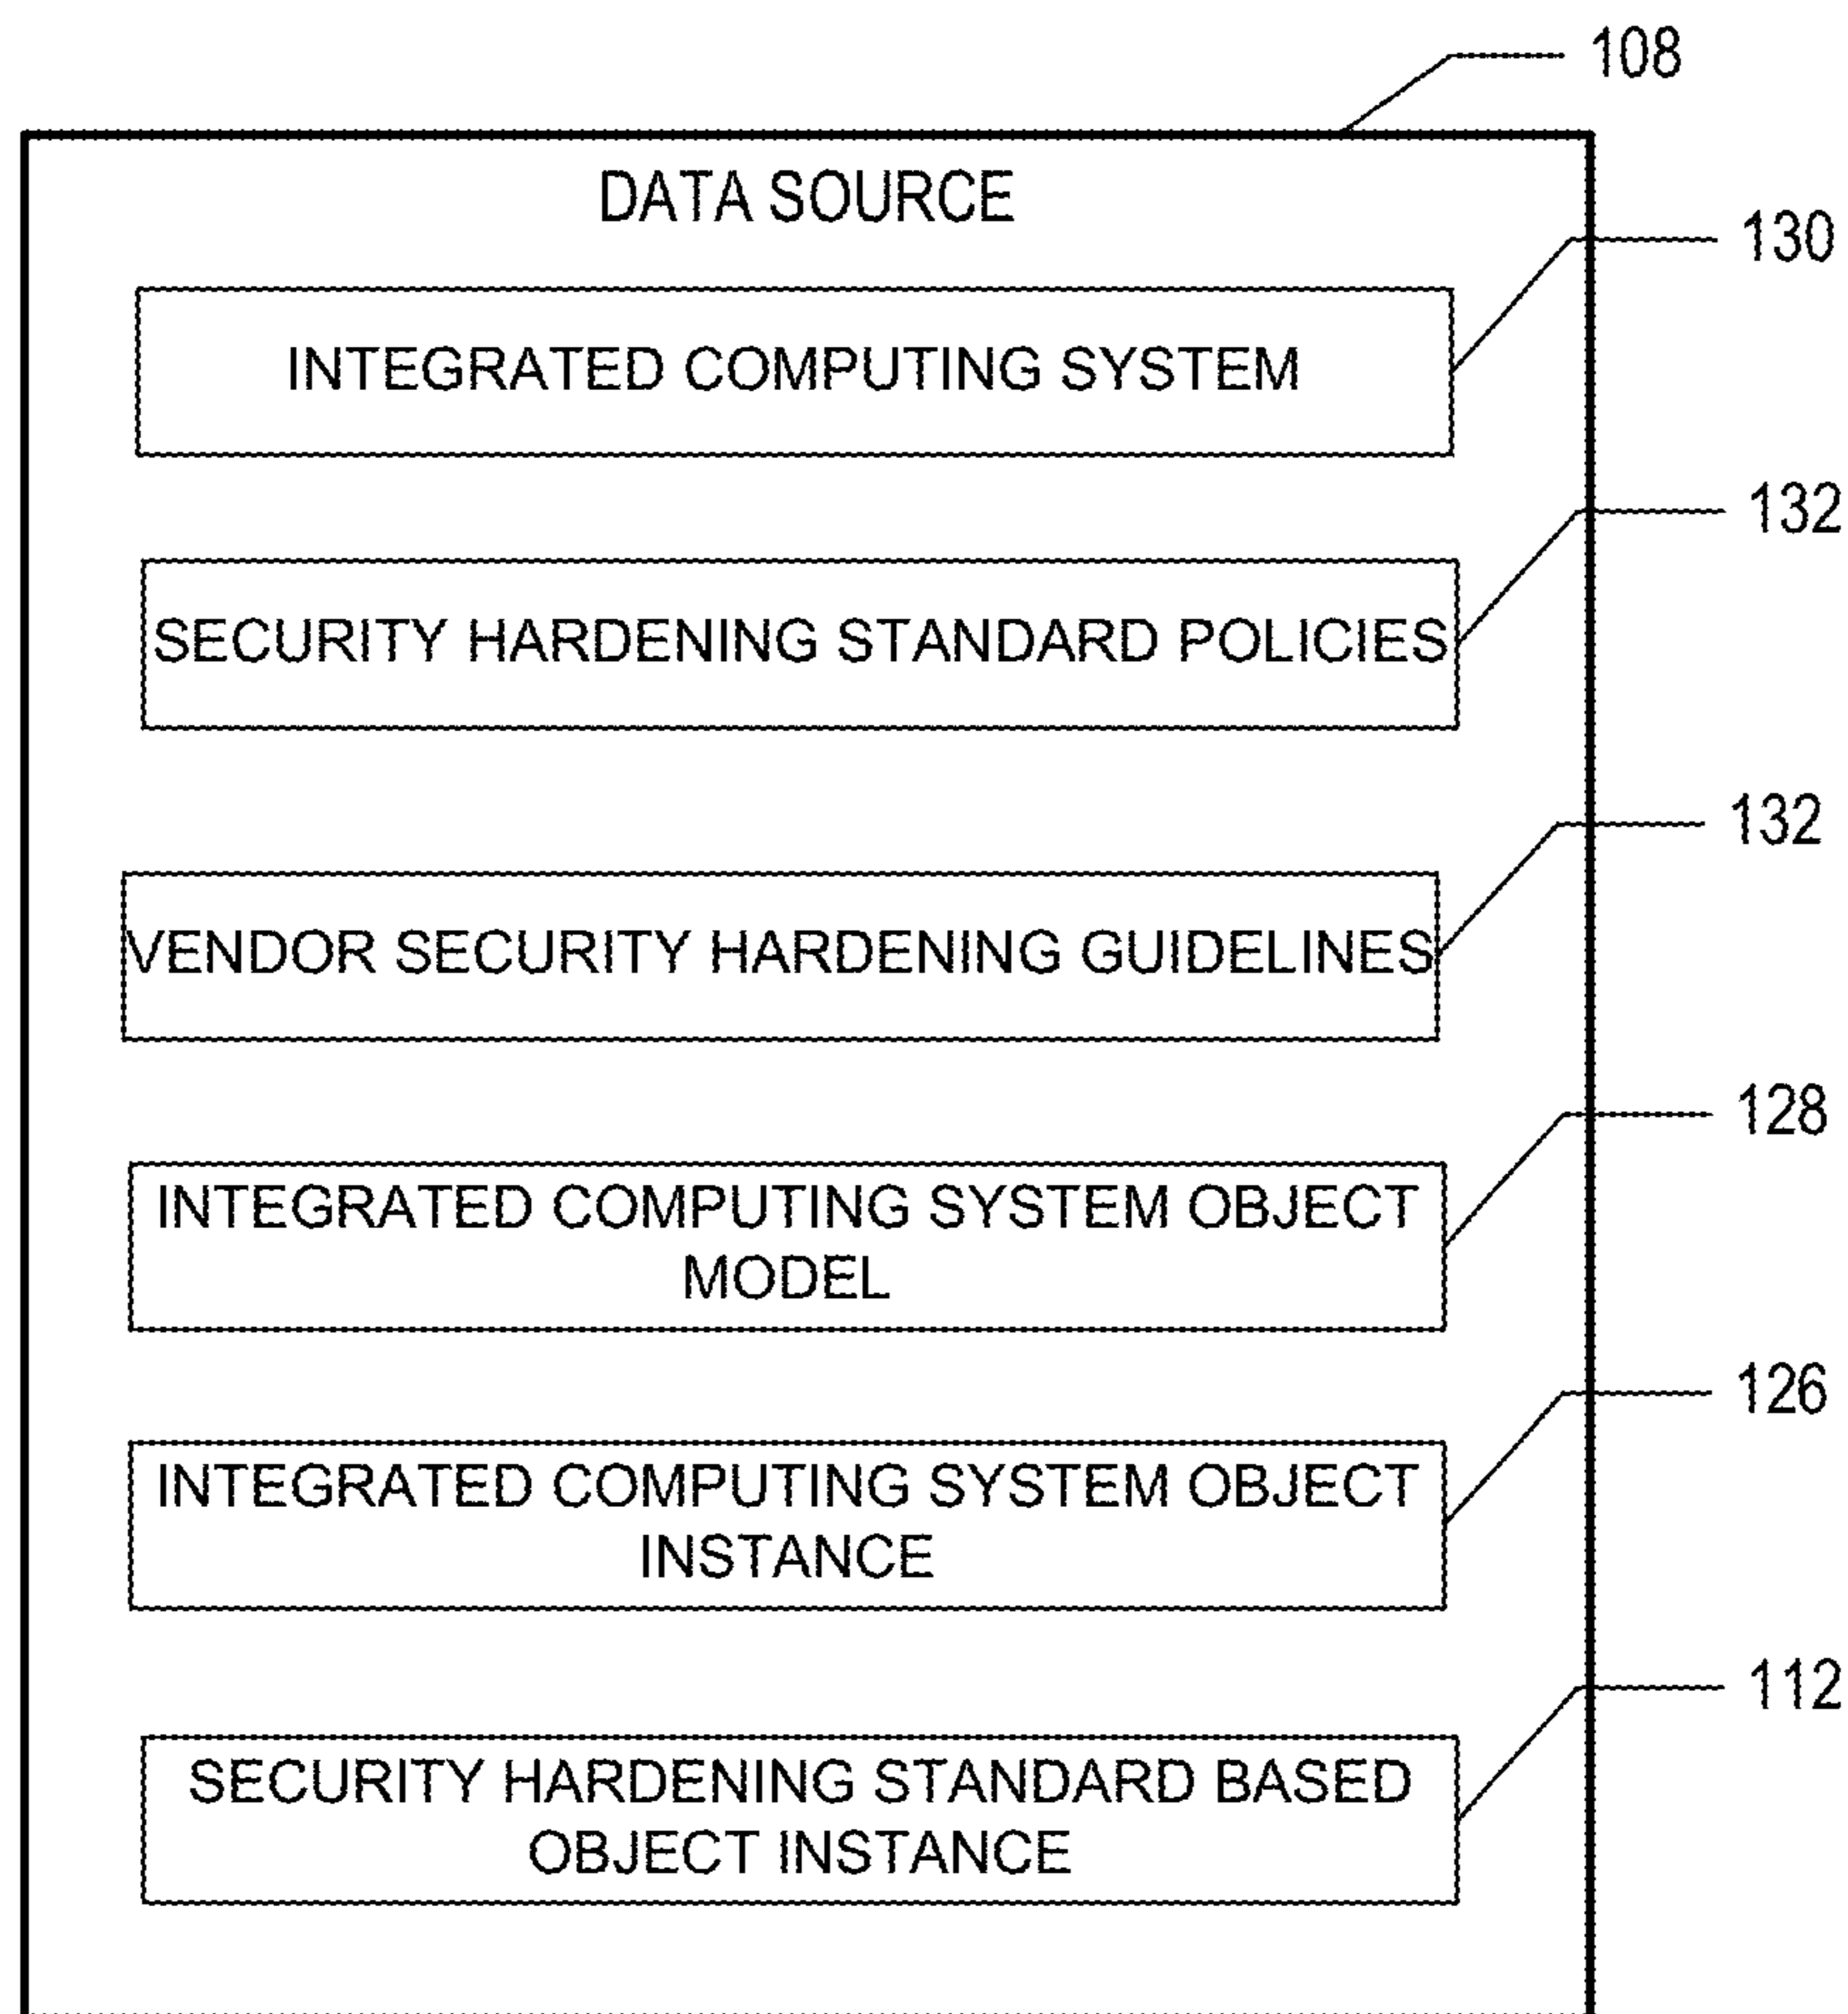 108
DATA SOURCE
130
INTEGRATED COMPUTING SYSTEM
132
SECURITY HARDENING STANDARD POLICIES
132
VENDOR SECURITY HARDENING GUIDELINES
128
INTEGRATED COMPUTING SYSTEM OBJECT
MODEL
126
INTEGRATED COMPUTING SYSTEM OBJECT
INSTANCE
112
SECURITY HARDENING STANDARD BASED
OBJECT INSTANCE